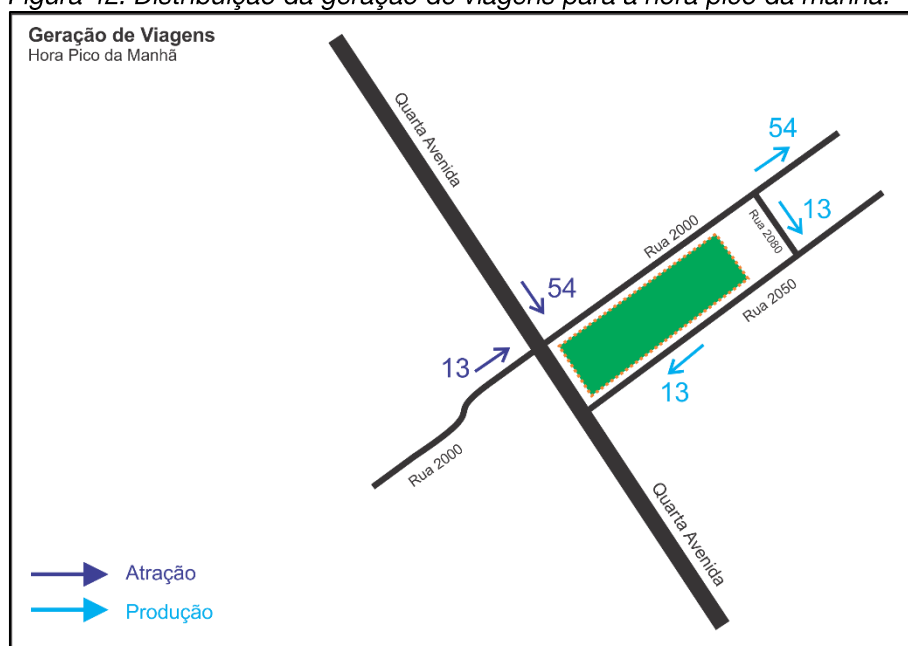 Figura 42: Distribuição da geração de viagens para a hora pico da manhã.
Geração de Viagens
Hora Pico da Manhã
Quarta Avenida
54
13
Rua 2000
Rua 2080
54
Rua 2050
13
13
Rua 2000
Quarta Avenida
Atração
Produção